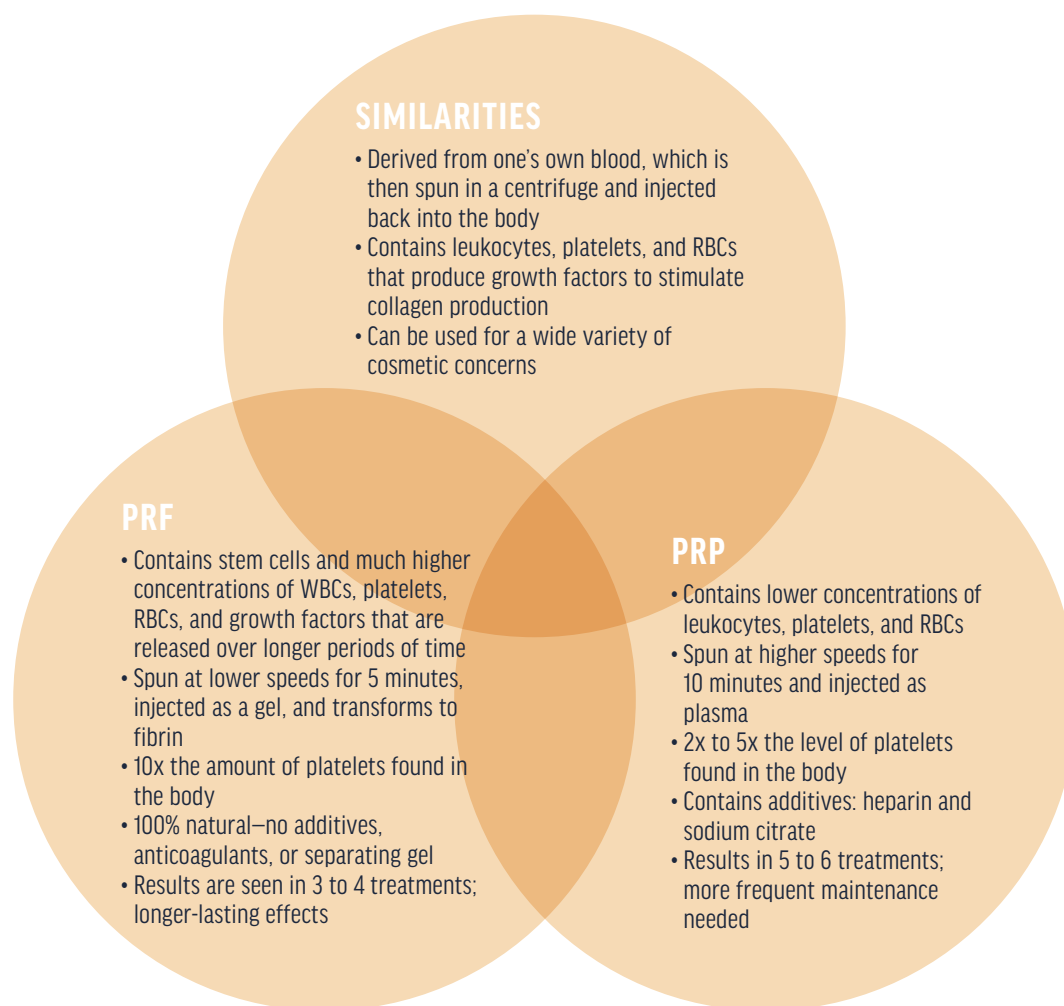 SIMILARITIES
• Derived from one’s own blood, which is
then spun in a centrifuge and injected
back into the body
• Contains leukocytes, platelets, and RBCs
that produce growth factors to stimulate
collagen production
• Can be used for a wide variety of
cosmetic concerns
PRF
• Contains stem cells and much higher
concentrations of WBCs, platelets,
RBCs, and growth factors that are
released over longer periods of time
• Spun at lower speeds for 5 minutes,
injected as a gel, and transforms to
fibrin
• 10x the amount of platelets found in
the body
• 100% natural—no additives,
anticoagulants, or separating gel
• Results are seen in 3 to 4 treatments;
longer-lasting effects
PRP
• Contains lower concentrations of
leukocytes, platelets, and RBCs
• Spun at higher speeds for
10 minutes and injected as
plasma
• 2x to 5x the level of platelets
found in the body
• Contains additives: heparin and
sodium citrate
• Results in 5 to 6 treatments;
more frequent maintenance
needed